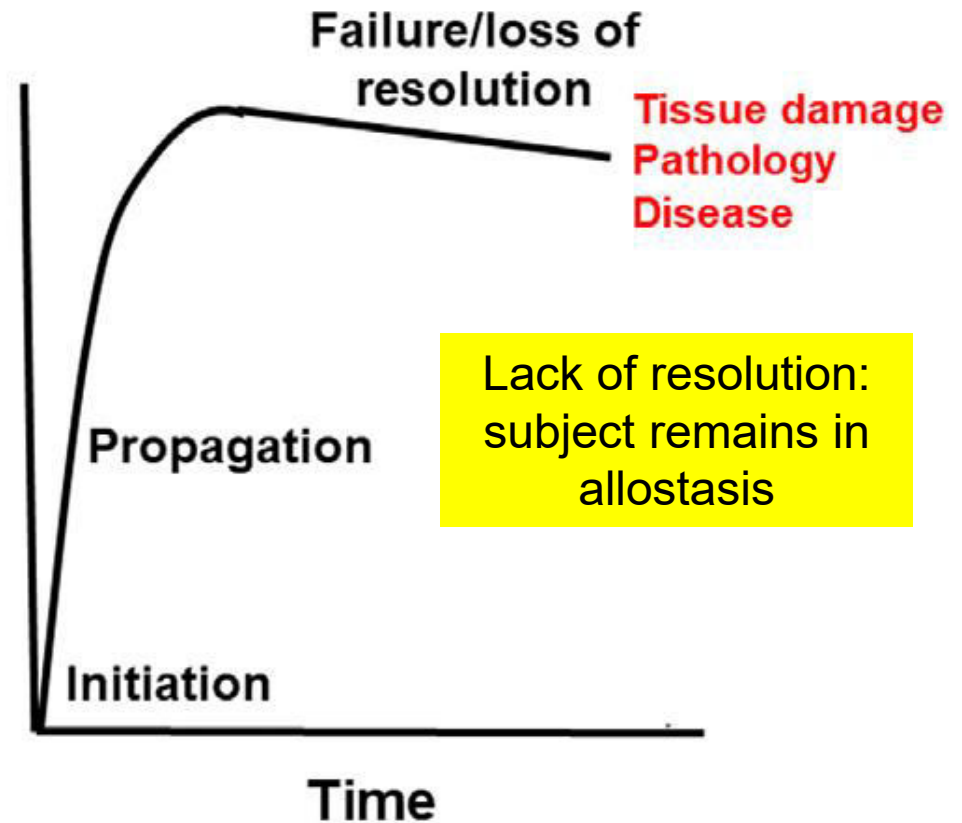 Failure/loss of
resolution
Tissue damage
Pathology
Disease
Lack of resolution:
subject remains in
allostasis
Propagation
Initiation
Time